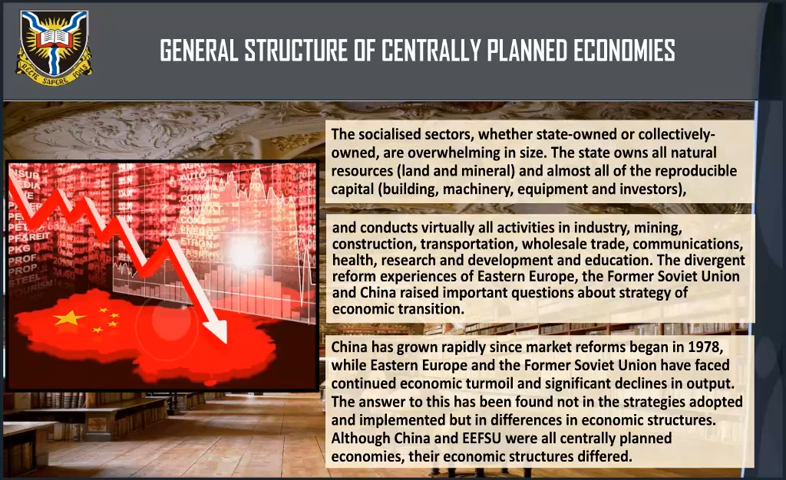 GENERAL STRUCTURE OF CENTRALLY PLANNED ECONOMIES
RECTE SAPERE FONS
The socialised sectors, whether state-owned or collectively-
owned, are overwhelming in size. The state owns all natural
resources (land and mineral) and almost all of the reproducible
capital (building, machinery, equipment and investors),
and conducts virtually all activities in industry, mining,
construction, transportation, wholesale trade, communications,
health, research and development and education. The divergent
reform experiences of Eastern Europe, the Former Soviet Union
and China raised important questions about strategy of
economic transition.
China has grown rapidly since market reforms began in 1978,
while Eastern Europe and the Former Soviet Union have faced
continued economic turmoil and significant declines in output.
The answer to this has been found not in the strategies adopted
and implemented but in differences in economic structures.
Although China and EEFSU were all centrally planned
economies, their economic structures differed.